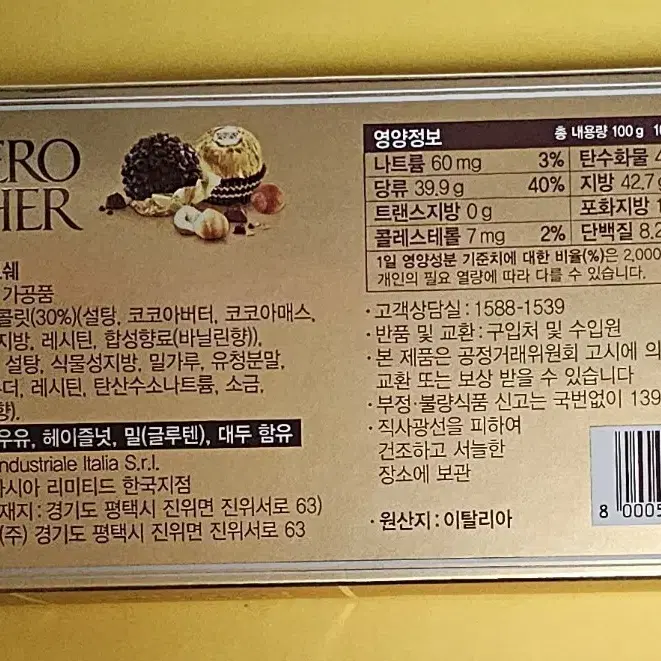 ERO
HER
쉐
가공품
콜릿(30%)(설탕, 코코아버터, 코코아매스,
지방, 레시틴, 합성향료(바닐린향)),
설탕, 식물성지방, 밀가루, 유청분말,
더, 레시틴, 탄산수소나트륨, 소금,
향).
우유, 헤이즐넛, 밀(글루텐), 대두 함유
ndustriale Italia S.r.l.
아시아 리미티드 한국지점
재지: 경기도 평택시 진위면 진위서로 63)
(주) 경기도 평택시 진위면 진위서로 63
영양정보 총 내용량 100g
나트륨 60mg 3% 탄수화물 4
당류 39.9g 40% 지방 42.7g
트랜스지방 0g 포화지방 1
콜레스테롤 7mg 2% 단백질 8.2
1일 영양성분 기준치에 대한 비율(%)은 2,000
개인의 필요 열량에 따라 다를 수 있습니다.
·고객상담실: 1588-1539
·반품 및 교환: 구입처 및 수입원
·본 제품은 공정거래위원회 고시에 의
교환 또는 보상 받을 수 있습니다
·부정·불량식품 신고는 국번없이 139
·직사광선을 피하여
건조하고 서늘한
장소에 보관
·원산지: 이탈리아
8 0005